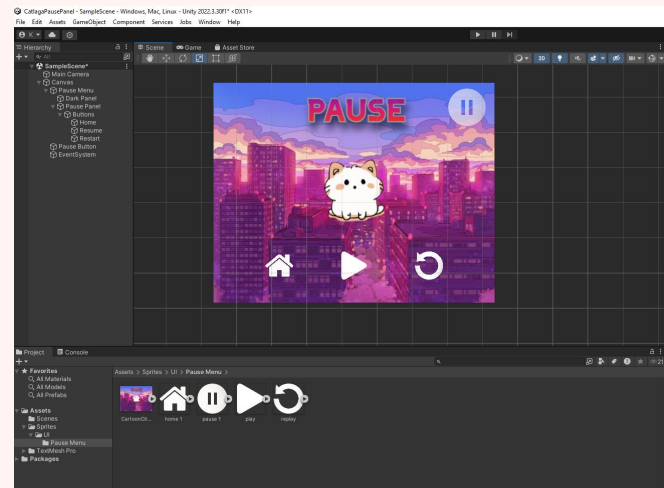 CatlagaPausePanel - SampleScene - Windows, Mac, Linux - Unity 2022.3.30f1* <DX11>
File Edit Assets GameObject Component Services Jobs Window Help
K
Hierarchy
All
SampleScene*
Main Camera
Canvas
Pause Menu
Dark Panel
Pause Panel
Buttons
Home
Resume
Restart
Pause Button
EventSystem
Scene Game Asset Store
2D
PAUSE
Project Console
Favorites
All Materials
All Models
All Prefabs
Assets
Scenes
Sprites
UI
Pause Menu
TextMesh Pro
Packages
Assets > Sprites > UI > Pause Menu >
21
CartoonCit... home 1 pause 1 play replay